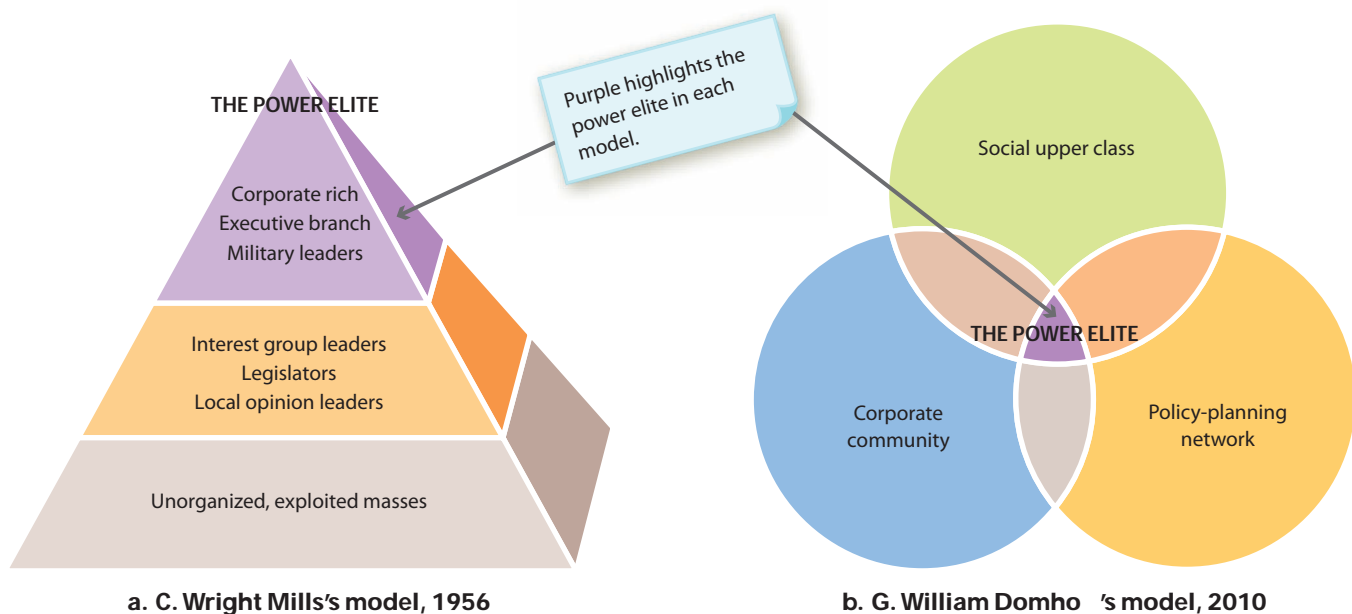 THE POWER ELITE
Corporate rich
Executive branch
Military leaders
Interest group leaders
Legislators
Local opinion leaders
Unorganized, exploited masses
a. C. Wright Mills's model, 1956
Purple highlights the
power elite in each
model.
Social upper class
THE POWER ELITE
Corporate
community
Policy-planning
network
b. G. William Domho 's model, 2010